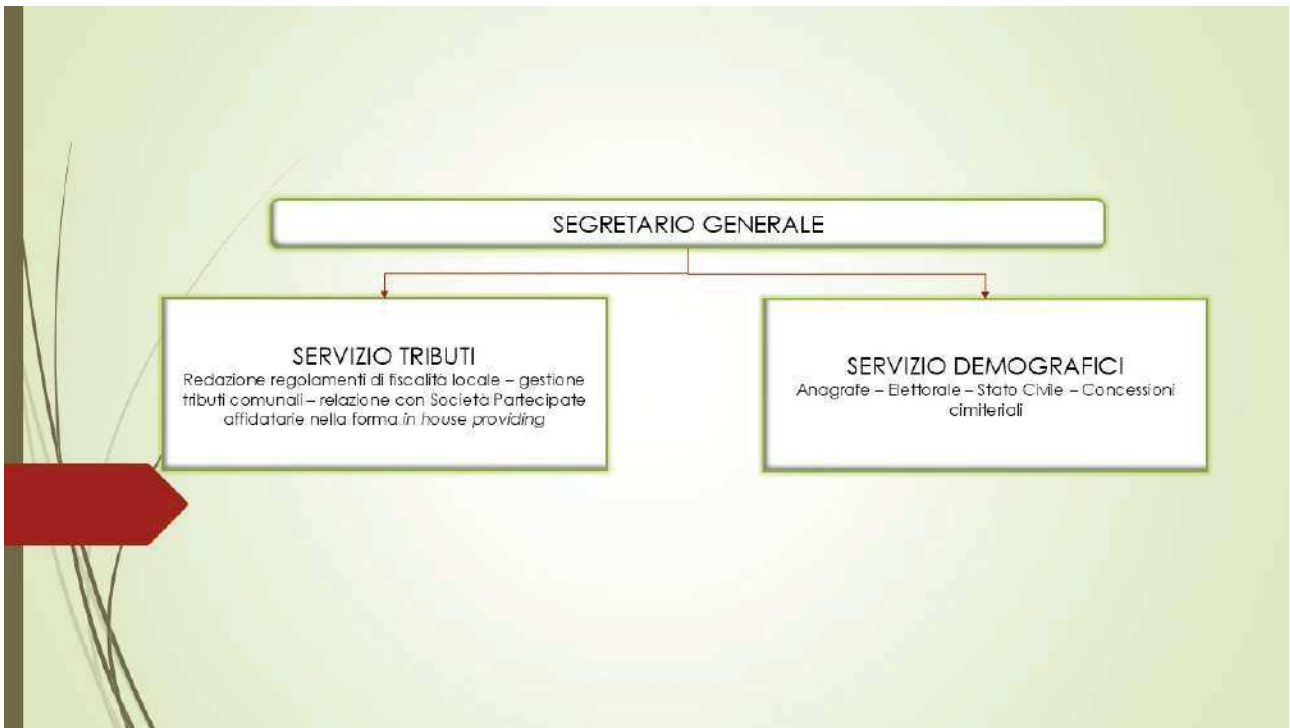 SEGRETARIO GENERALE
SERVIZIO TRIBUTI
Redazione regolamenti di fiscalità locale – gestione
tributi comunali – relazione con Società Partecipate
affidatarie nella forma in house providing
SERVIZIO DEMOGRAFICI
Anagrafe – Elettorale – Stato Civile – Concessioni
cimiteriali